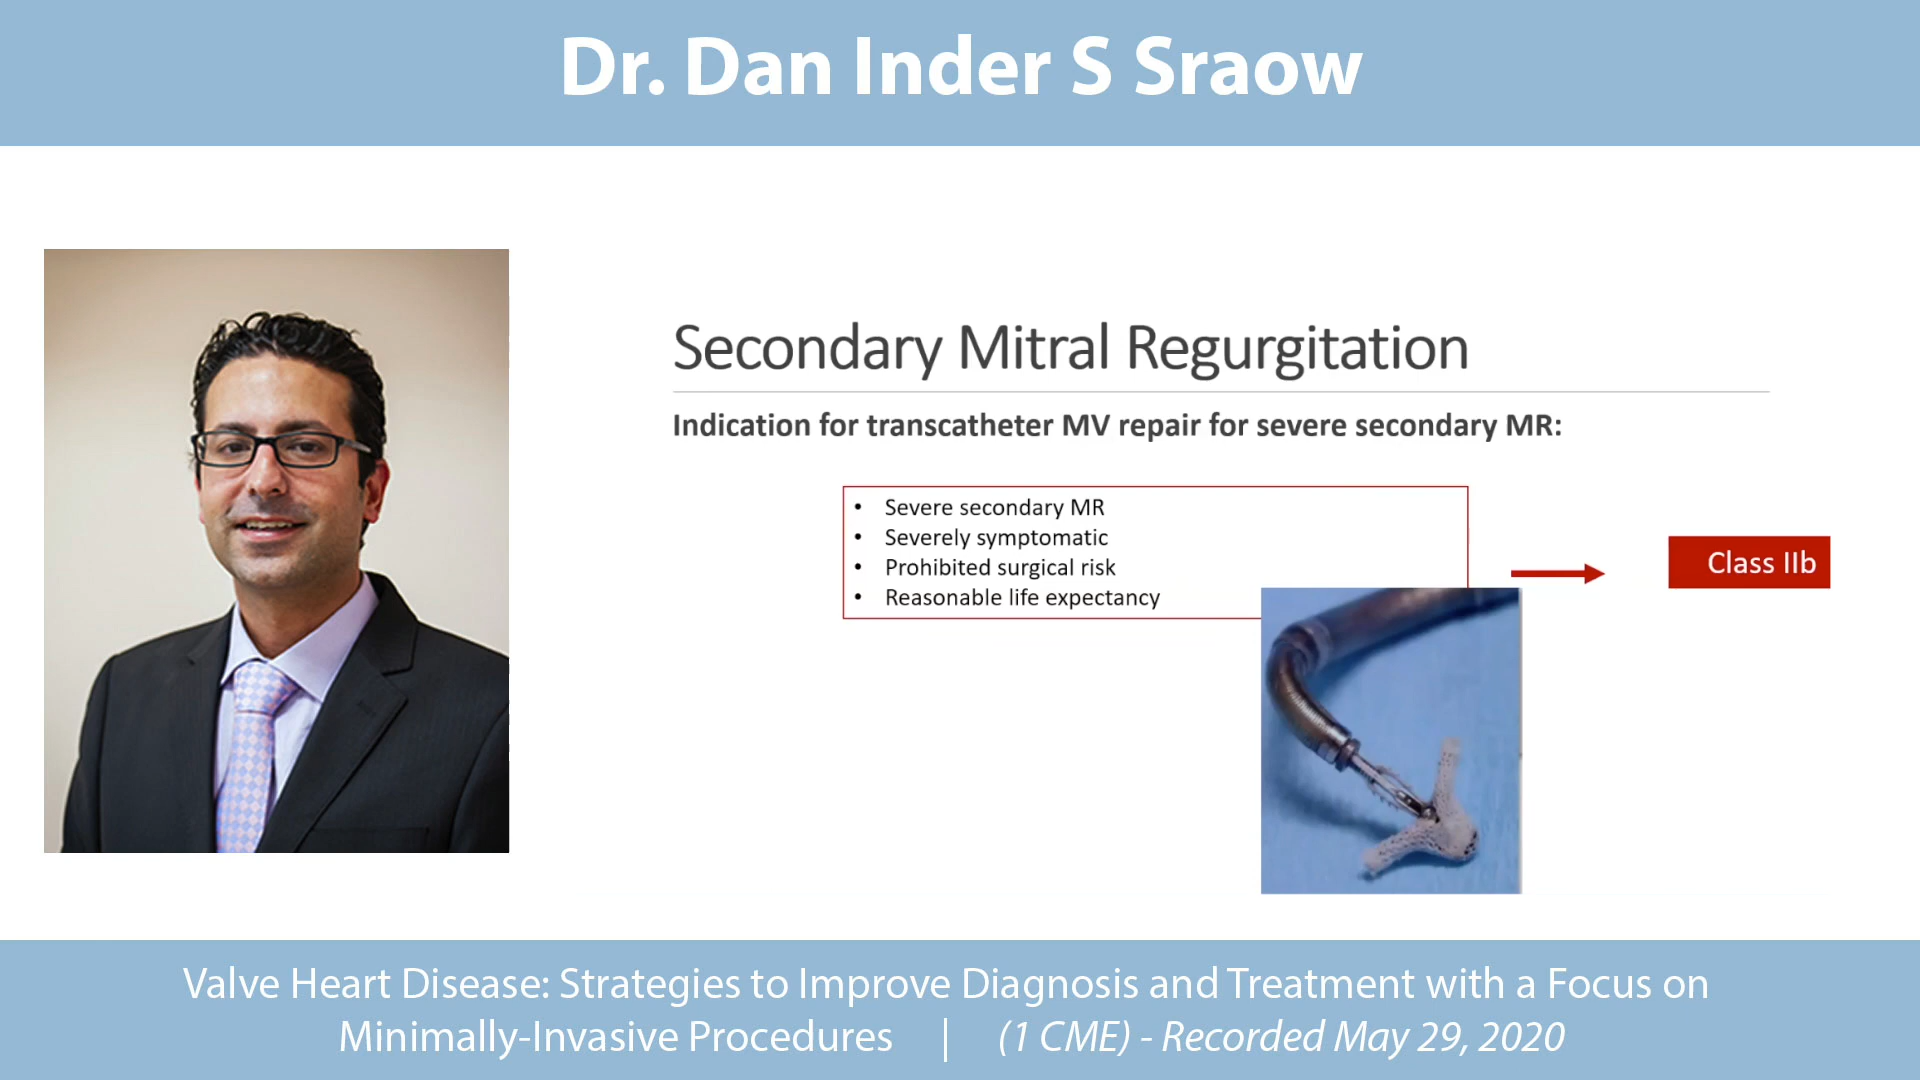 Dr. Dan Inder S Sraow
Secondary Mitral Regurgitation
Indication for transcatheter MV repair for severe secondary MR:
• Severe secondary MR
• Severely symptomatic
• Prohibited surgical risk
• Reasonable life expectancy
Class IIb
Valve Heart Disease: Strategies to Improve Diagnosis and Treatment with a Focus on
Minimally-Invasive Procedures | (1 CME) - Recorded May 29, 2020